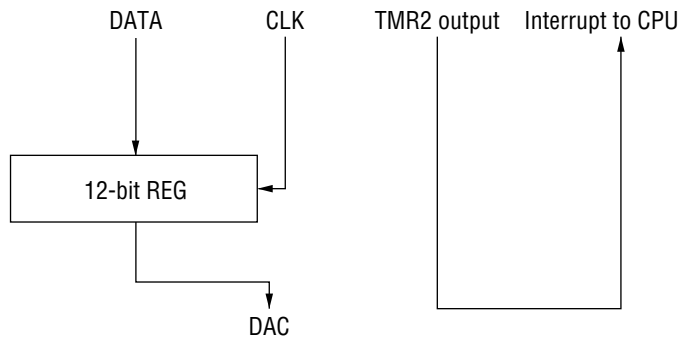 DATA
CLK
TMR2 output
Interrupt to CPU
12-bit REG
DAC